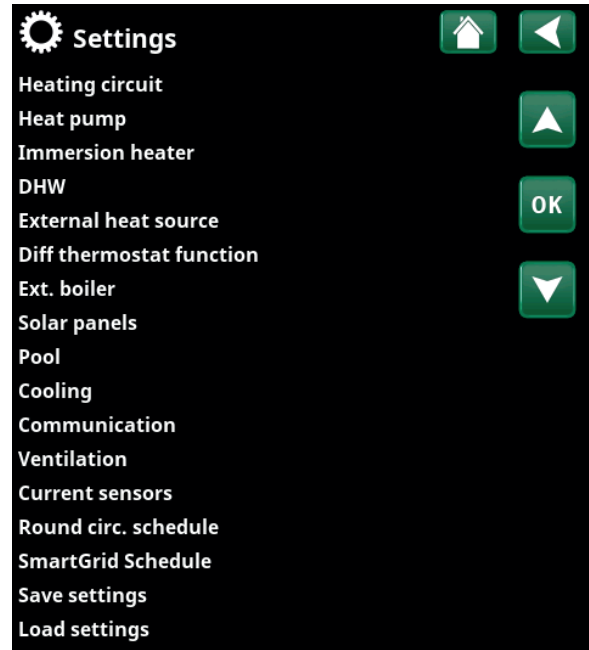 Settings
Heating circuit
Heat pump
Immersion heater
DHW
OK
External heat source
Diff thermostat function
Ext. boiler
Solar panels
Pool
Cooling
Communication
Ventilation
Current sensors
Round circ. schedule
SmartGrid Schedule
Save settings
Load settings